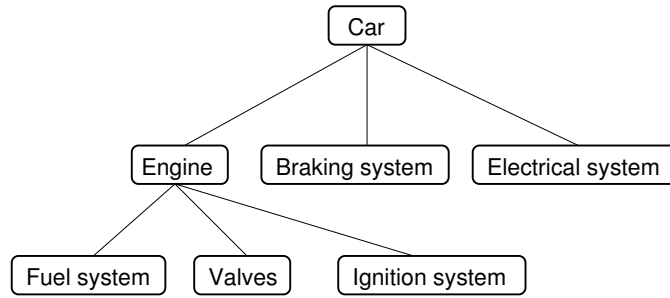 Car
Engine
Braking system
Electrical system
Fuel system
Valves
Ignition system